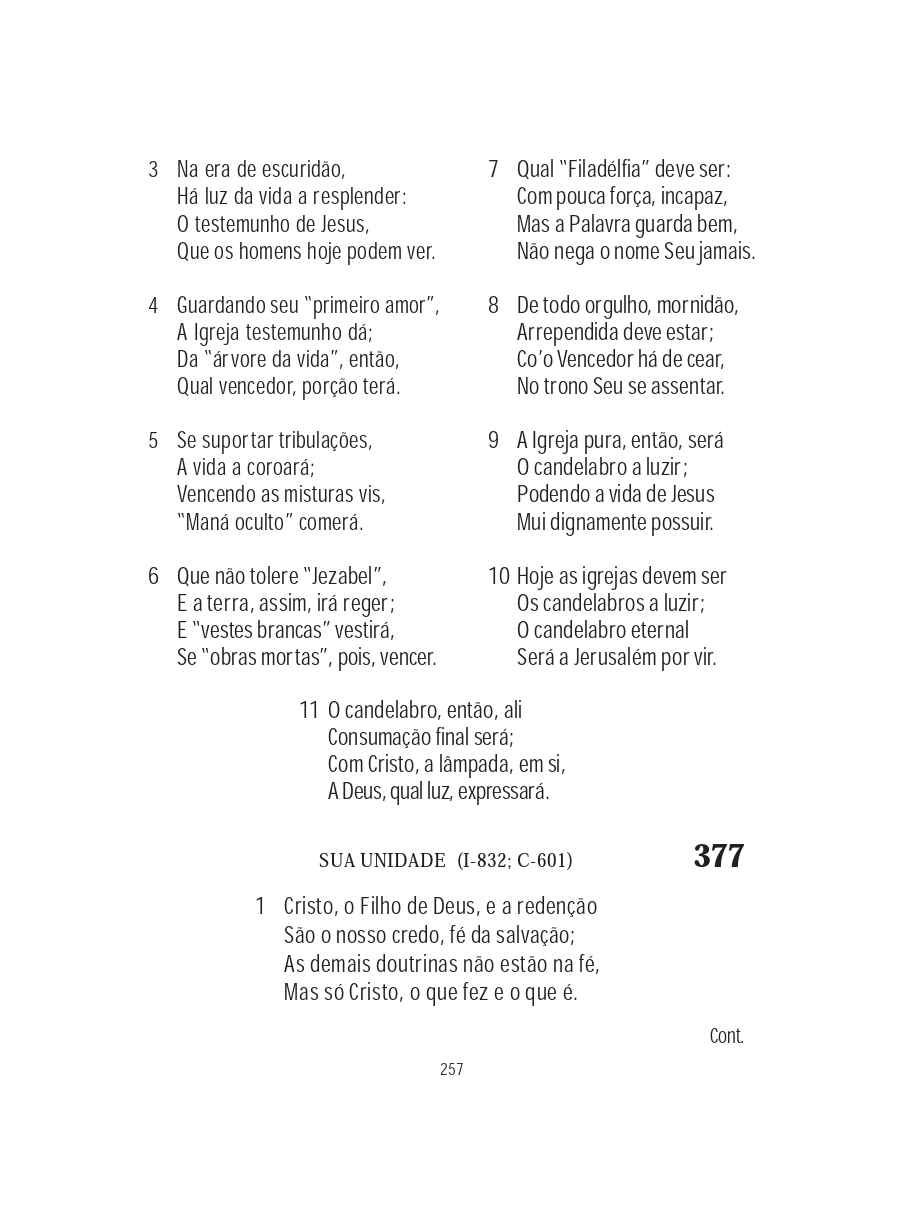 3 Na era de escuridão,
Há luz da vida a resplender:
O testemunho de Jesus,
Que os homens hoje podem ver.
4 Guardando seu “primeiro amor”,
A Igreja testemunho dá;
Da “árvore da vida”, então,
Qual vencedor, porção terá.
5 Se suportar tribulações,
A vida a coroará;
Vencendo as misturas vis,
“Maná oculto” comerá.
6 Que não tolere “Jezabel”,
E a terra, assim, irá reger;
E “vestes brancas” vestirá,
Se “obras mortas”, pois, vencer.
7 Qual “Filadélfia” deve ser:
Com pouca força, incapaz,
Mas a Palavra guarda bem,
Não nega o nome Seu jamais.
8 De todo orgulho, mornidão,
Arrependida deve estar;
Co’o Vencedor há de cear,
No trono Seu se assentar.
9 A Igreja pura, então, será
O candelabro a luzir;
Podendo a vida de Jesus
Mui dignamente possuir.
10 Hoje as igrejas devem ser
Os candelabros a luzir;
O candelabro eternal
Será a Jerusalém por vir.
11 O candelabro, então, ali
Consumação final será;
Com Cristo, a lâmpada, em si,
A Deus, qual luz, expressará.
SUA UNIDADE (I-832; C-601) 377
1 Cristo, o Filho de Deus, e a redenção
São o nosso credo, fé da salvação;
As demais doutrinas não estão na fé,
Mas só Cristo, o que fez e o que é.
Cont.
257